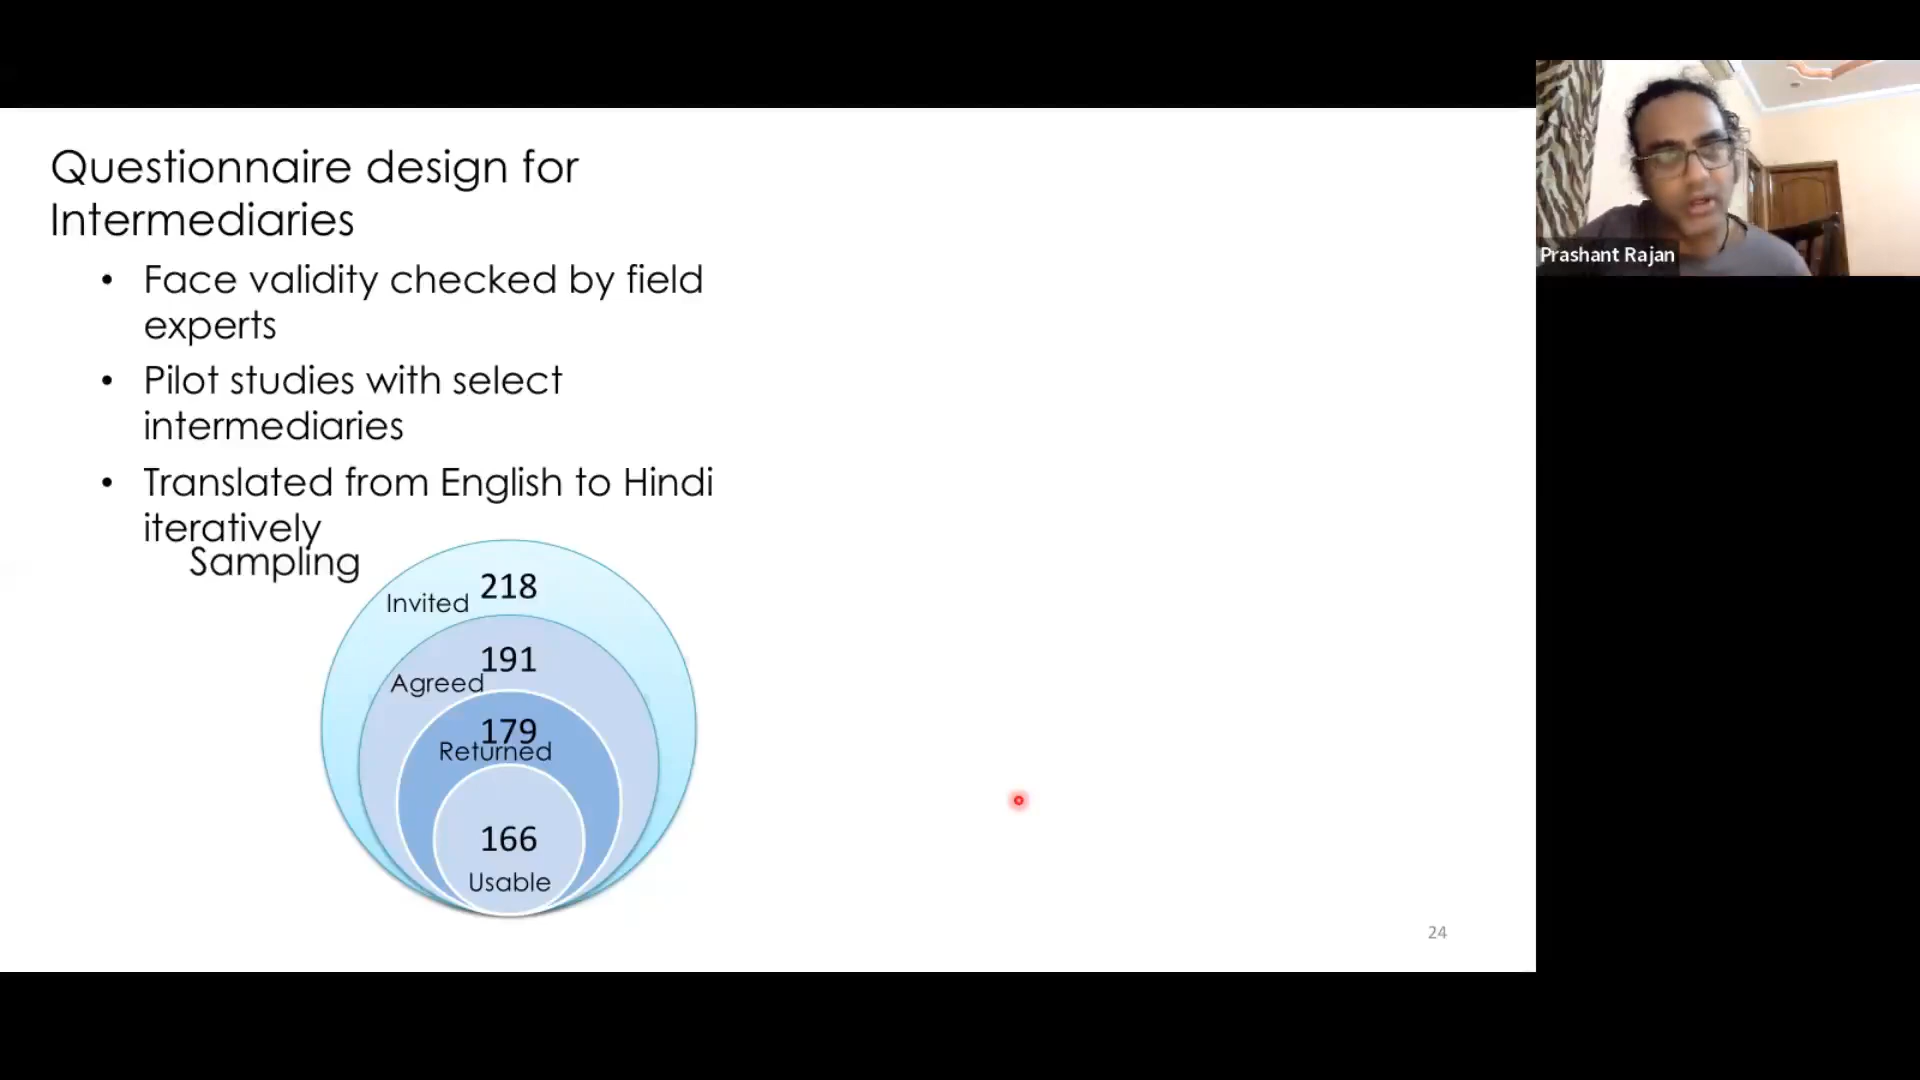 Questionnaire design for
Intermediaries
• Face validity checked by field
experts
• Pilot studies with select
intermediaries
• Translated from English to Hindi
iteratively
Sampling
218
Invited
191
Agreed
179
Returned
166
Usable
24
Prashant Rajan